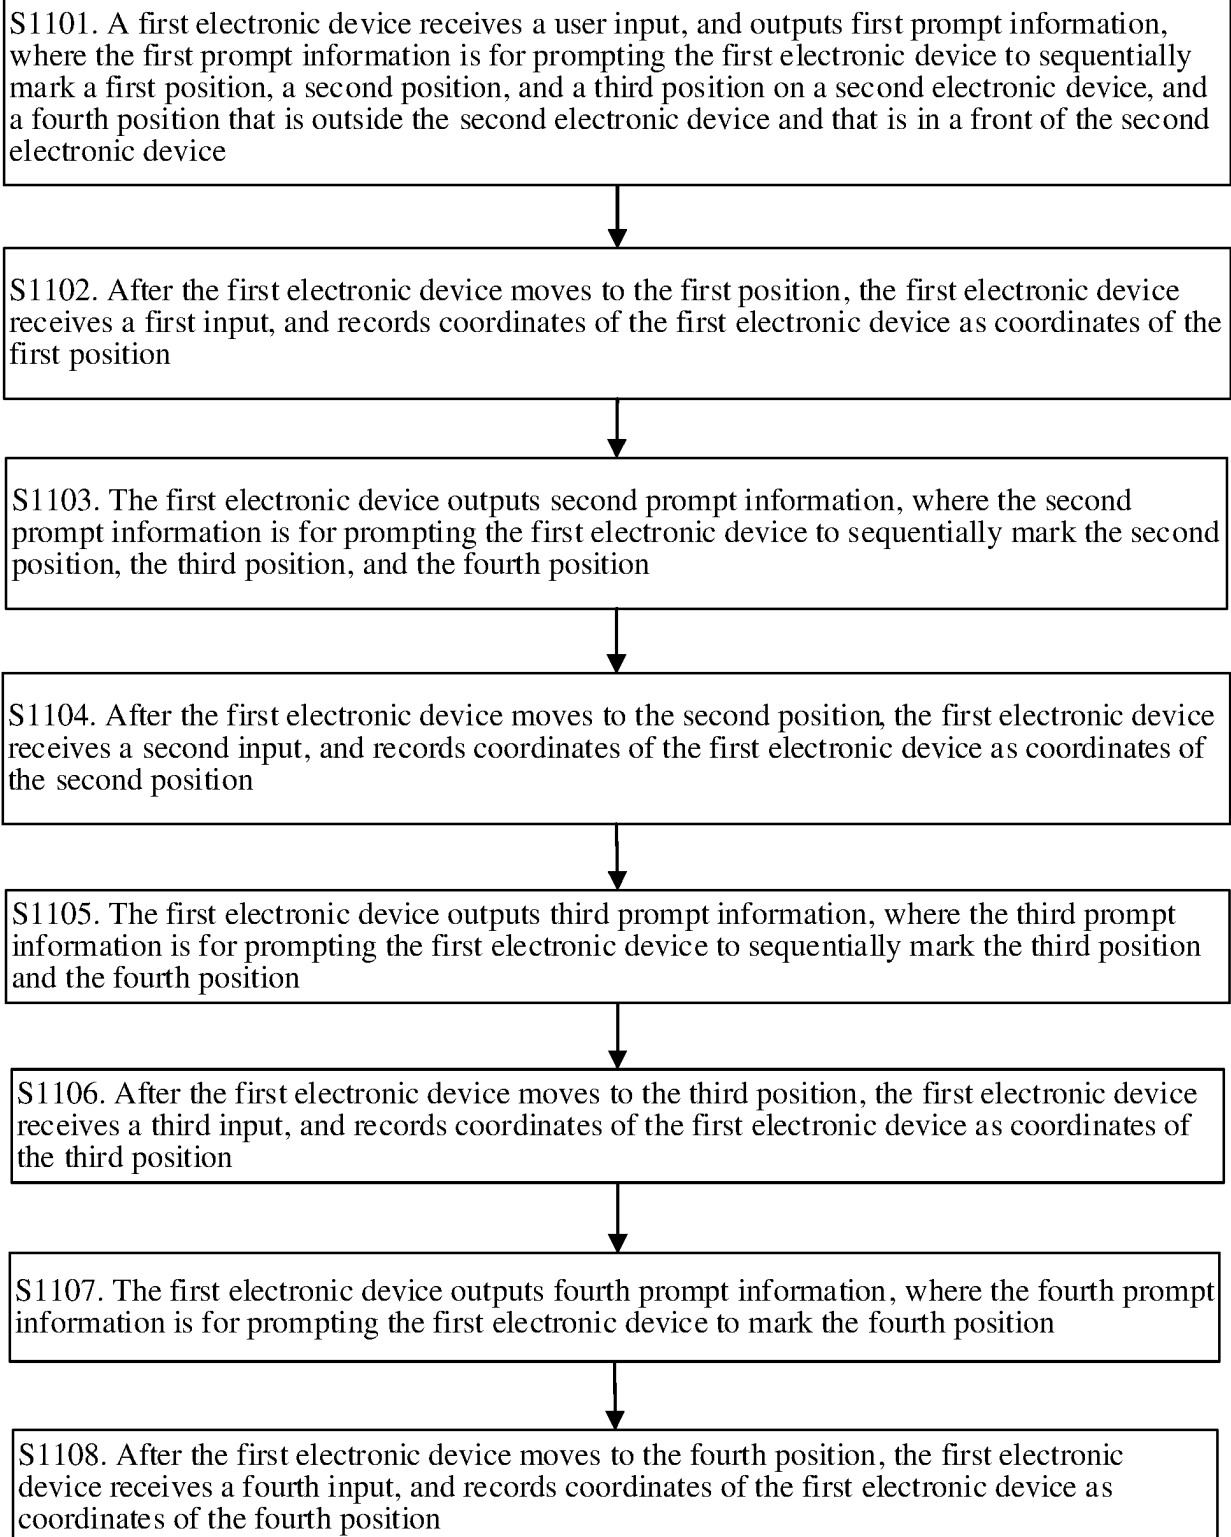 S1101. A first electronic device receives a user input, and outputs first prompt information,
where the first prompt information is for prompting the first electronic device to sequentially
mark a first position, a second position, and a third position on a second electronic device, and
a fourth position that is outside the second electronic device and that is in a front of the second
electronic device
S1102. After the first electronic device moves to the first position, the first electronic device
receives a first input, and records coordinates of the first electronic device as coordinates of the
first position
S1103. The first electronic device outputs second prompt information, where the second
prompt information is for prompting the first electronic device to sequentially mark the second
position, the third position, and the fourth position
S1104. After the first electronic device moves to the second position, the first electronic device
receives a second input, and records coordinates of the first electronic device as coordinates of
the second position
S1105. The first electronic device outputs third prompt information, where the third prompt
information is for prompting the first electronic device to sequentially mark the third position
and the fourth position
S1106. After the first electronic device moves to the third position, the first electronic device
receives a third input, and records coordinates of the first electronic device as coordinates of
the third position
S1107. The first electronic device outputs fourth prompt information, where the fourth prompt
information is for prompting the first electronic device to mark the fourth position
S1108. After the first electronic device moves to the fourth position, the first electronic
device receives a fourth input, and records coordinates of the first electronic device as
coordinates of the fourth position